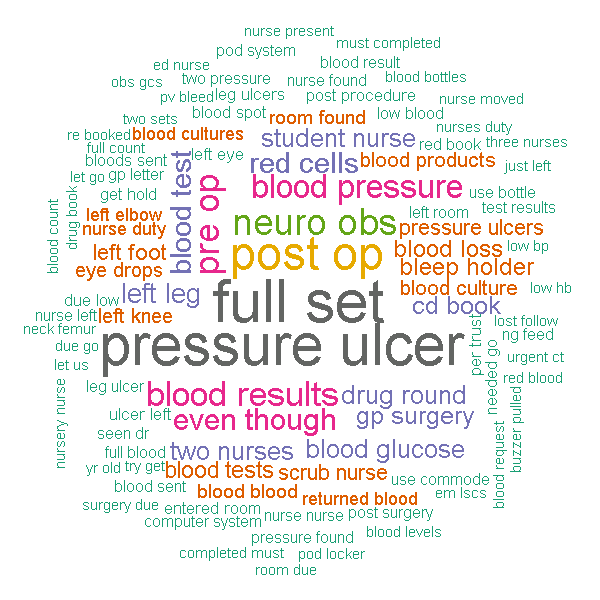 nurse present
pod system
must completed
ed nurse
blood result
two pressure
obs gcs
nurse found
blood bottles
pv bleed
leg ulcers
post procedure
nurse moved
two sets
blood spot
room found
low blood
re booked
blood cultures
student nurse
nurses duty
full count
left eye
red book
three nurses
bloods sent
blood test
red cells
blood products
just left
let go
gp letter
pre op
blood pressure
use bottle
drug book
get hold
test results
blood count
left elbow
neuro obs
left room
nurse duty
pressure ulcers
left foot
post op
blood loss
low bp
eye drops
bleep holder
left leg
full set
blood culture
low hb
due low
cd book
nurse left
left knee
lost follow
neck femur
pressure ulcer
per trust
needed go
ng feed
due go
urgent ct
let us
red blood
leg ulcer
blood results
drug round
nursery nurse
ulcer left
even though
gp surgery
buzzer pulled
seen dr
blood request
full blood
two nurses
blood glucose
yr old
try get
blood tests
scrub nurse
use commode
blood sent
blood blood
returned blood
em lscs
surgery due
entered room
nurse nurse
post surgery
computer system
blood levels
pressure found
completed must
pod locker
room due